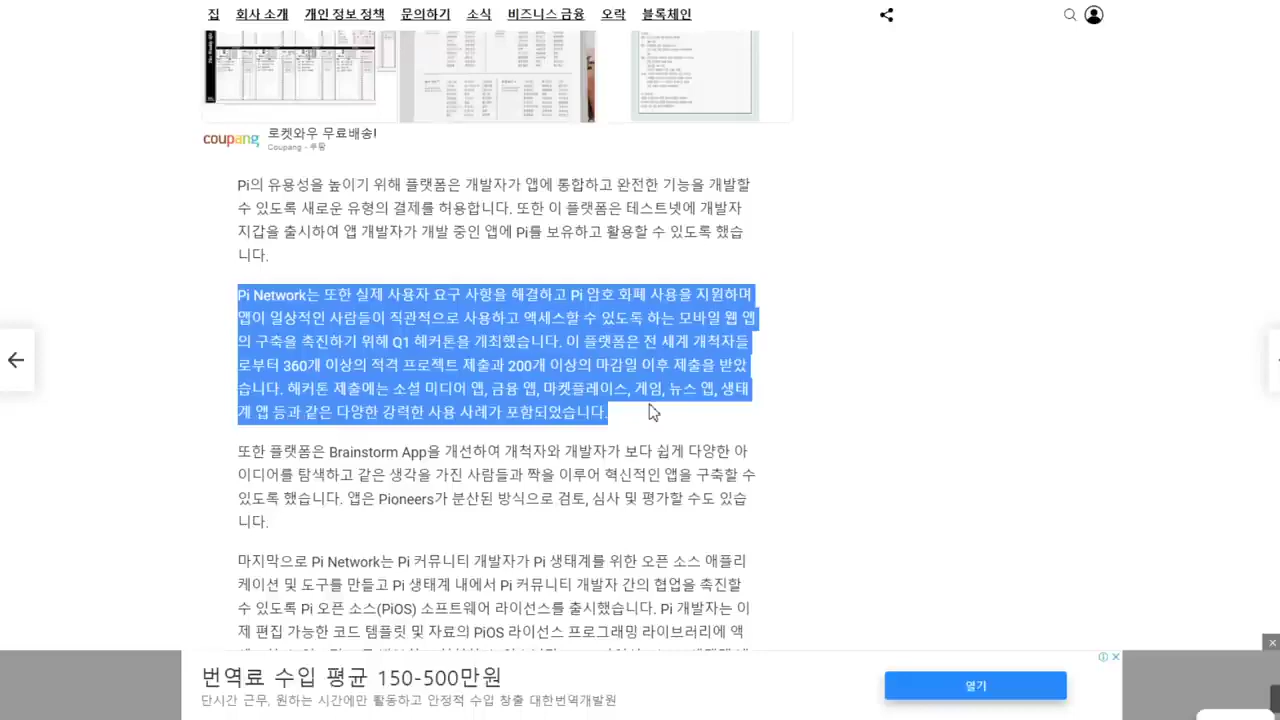 집 회사 소개 개인 정보 정책 문의하기 소식 비즈니스 금융 오락 블록체인
coupang 로켓와우 무료배송!
Coupang - 쿠팡
Pi의 유용성을 높이기 위해 플랫폼은 개발자가 앱에 통합하고 완전한 기능을 개발할
수 있도록 새로운 유형의 결제를 허용합니다. 또한 이 플랫폼은 테스트넷에 개발자
지갑을 출시하여 앱 개발자가 개발 중인 앱에 Pi를 보유하고 활용할 수 있도록 했습
니다.
Pi Network는 또한 실제 사용자 요구 사항을 해결하고 Pi 암호 화폐 사용을 지원하며
앱이 일상적인 사람들이 직관적으로 사용하고 액세스할 수 있도록 하는 모바일 웹 앱
의 구축을 촉진하기 위해 Q1 해커톤을 개최했습니다. 이 플랫폼은 전 세계 개척자들
로부터 360개 이상의 적격 프로젝트 제출과 200개 이상의 마감일 이후 제출을 받았
습니다. 해커톤 제출에는 소셜 미디어 앱, 금융 앱, 마켓플레이스, 게임, 뉴스 앱, 생태
계 앱 등과 같은 다양한 강력한 사용 사례가 포함되었습니다.
또한 플랫폼은 Brainstorm App을 개선하여 개척자와 개발자가 보다 쉽게 다양한 아
이디어를 탐색하고 같은 생각을 가진 사람들과 짝을 이루어 혁신적인 앱을 구축할 수
있도록 했습니다. 앱은 Pioneers가 분산된 방식으로 검토, 심사 및 평가할 수도 있습
니다.
마지막으로 Pi Network는 Pi 커뮤니티 개발자가 Pi 생태계를 위한 오픈 소스 애플리
케이션 및 도구를 만들고 Pi 생태계 내에서 Pi 커뮤니티 개발자 간의 협업을 촉진할
수 있도록 Pi 오픈 소스(PiOS) 소프트웨어 라이선스를 출시했습니다. Pi 개발자는 이
제 편집 가능한 코드 템플릿 및 자료의 PiOS 라이선스 프로그래밍 라이브러리에 액
번역료 수입 평균 150-500만원
단시간 근무, 원하는 시간에만 활동하고 안정적 수입 창출 대한번역개발원
열기